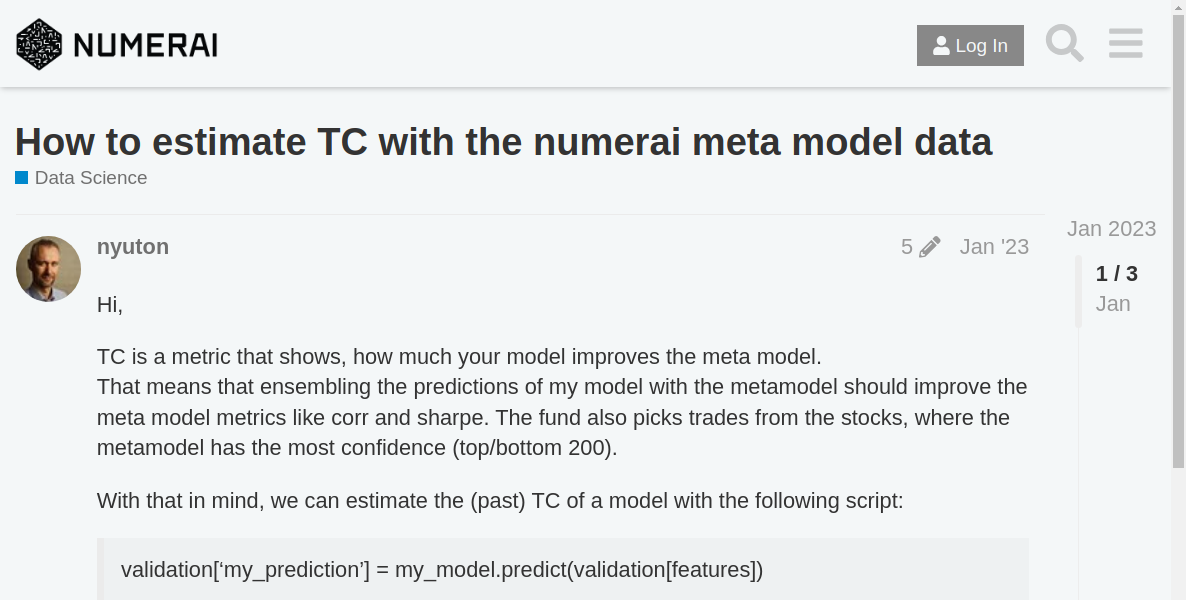 NUMERAI
Log In
How to estimate TC with the numerai meta model data
Data Science
Jan 2023
nyuton
5
Jan '23
1 / 3
Jan
Hi,
TC is a metric that shows, how much your model improves the meta model.
That means that ensembling the predictions of my model with the metamodel should improve the
meta model metrics like corr and sharpe. The fund also picks trades from the stocks, where the
metamodel has the most confidence (top/bottom 200).
With that in mind, we can estimate the (past) TC of a model with the following script:
validation[‘my_prediction’] = my_model.predict(validation[features])